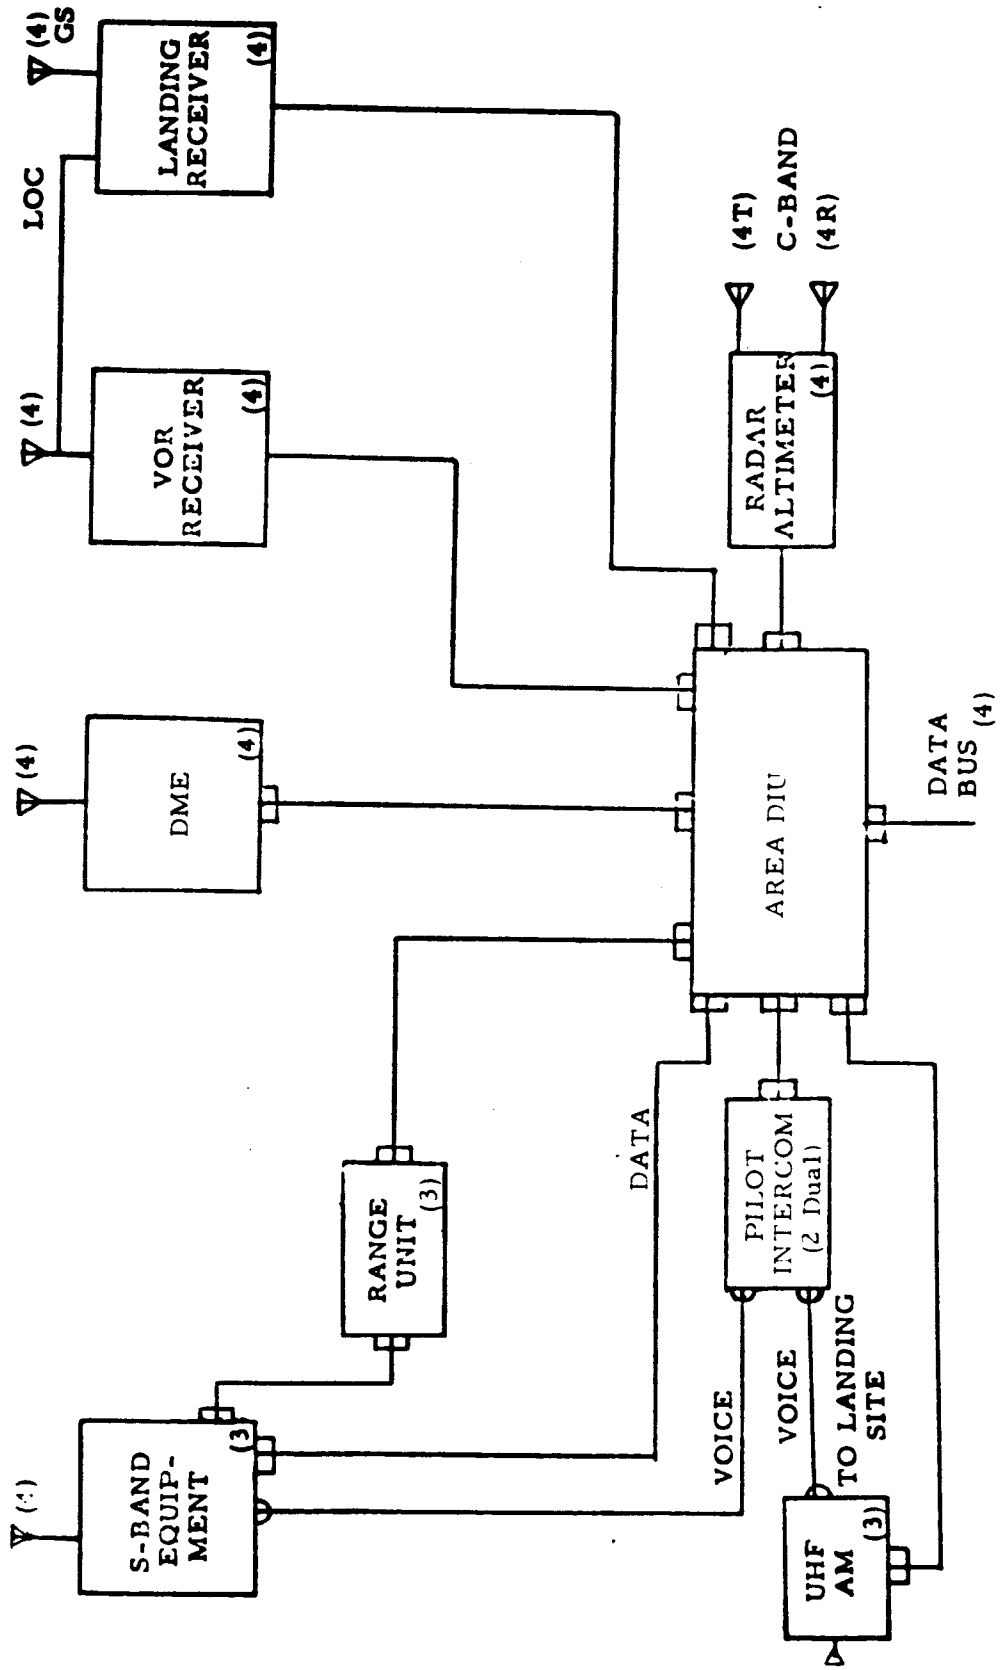 (4)
S-BAND
EQUIP-
MENT
(3
RANGE
UNIT
(3)
(4)
DME
(4)
(4)
VOR
RECEIVER
(4)
LOC
(4)
GS
LANDING
RECEIVER
(4)
DATA
VOICE
VOICE
TO LANDING
SITE
UHF
AM
(3)
PILOT
INTERCOM
(2 Dual)
AREA DIU
DATA
BUS (4)
RADAR
ALTIMETER
(4)
(4T)
C-BAND
(4R)